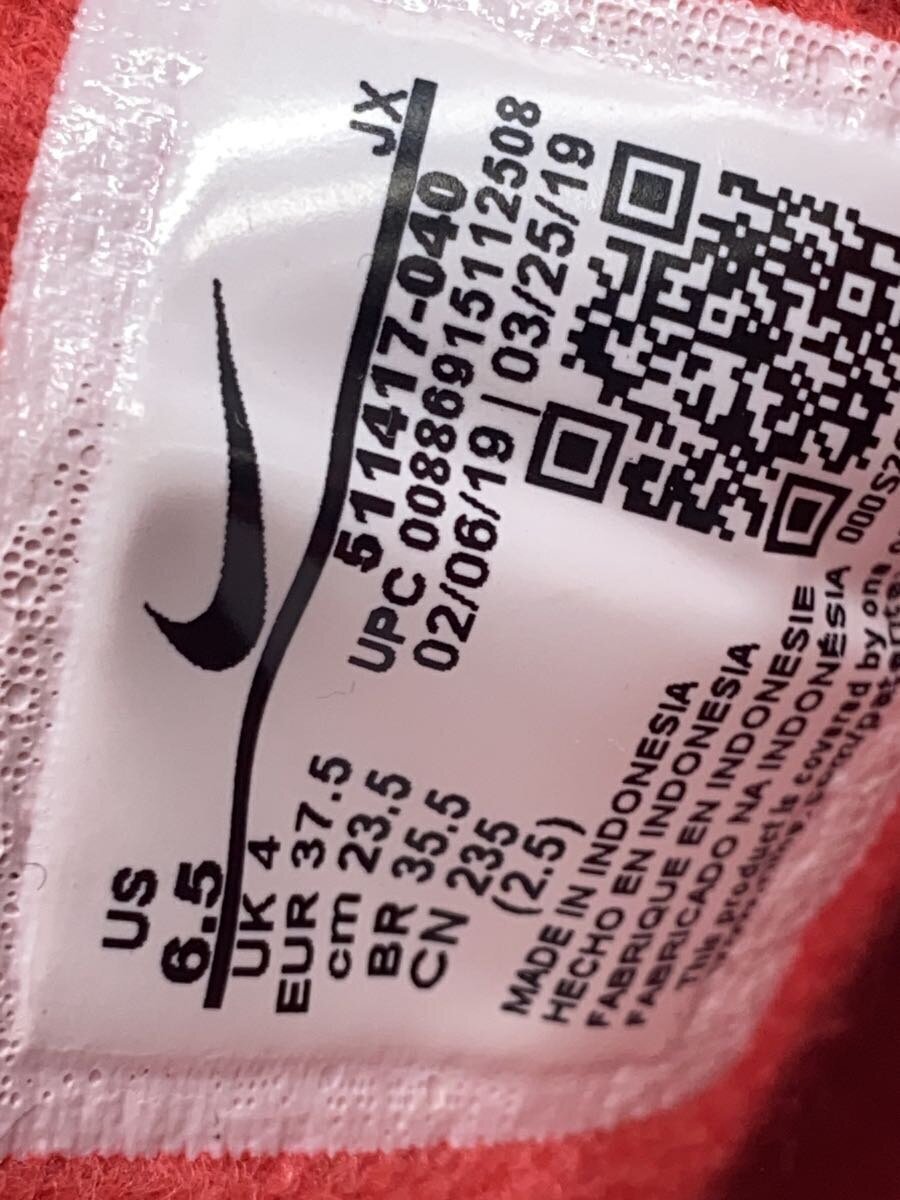 US
6.5
JX
UK 4
EUR 37.5
cm 23.5
BR 35.5
CN 235
(2.5)
511417-040
UPC 00886915112508
02/06/19 | 03/25/19
MADE IN INDONESIA
HECHO EN INDONESIA
FABRIQUE EN INDONESIE
FABRICADO NA INDONÉSIA
This product is covered by one